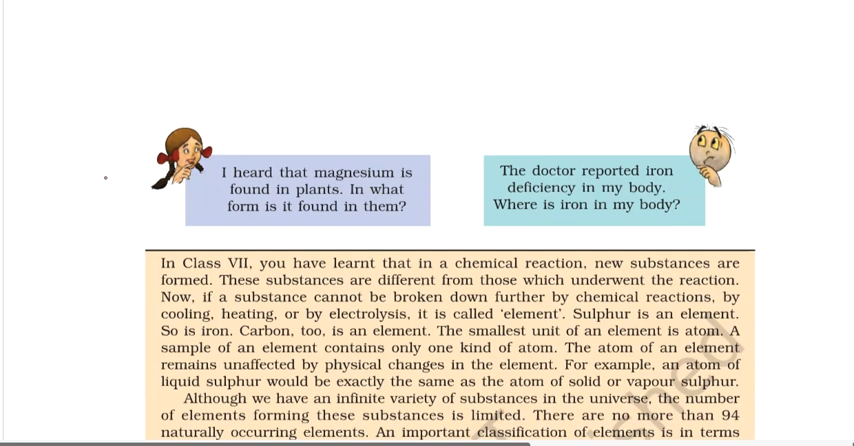 I heard that magnesium is
found in plants. In what
form is it found in them?
The doctor reported iron
deficiency in my body.
Where is iron in my body?
In Class VII, you have learnt that in a chemical reaction, new substances are
formed. These substances are different from those which underwent the reaction.
Now, if a substance cannot be broken down further by chemical reactions, by
cooling, heating, or by electrolysis, it is called ‘element’. Sulphur is an element.
So is iron. Carbon, too, is an element. The smallest unit of an element is atom. A
sample of an element contains only one kind of atom. The atom of an element
remains unaffected by physical changes in the element. For example, an atom of
liquid sulphur would be exactly the same as the atom of solid or vapour sulphur.
Although we have an infinite variety of substances in the universe, the number
of elements forming these substances is limited. There are no more than 94
naturally occurring elements. An important classification of elements is in terms